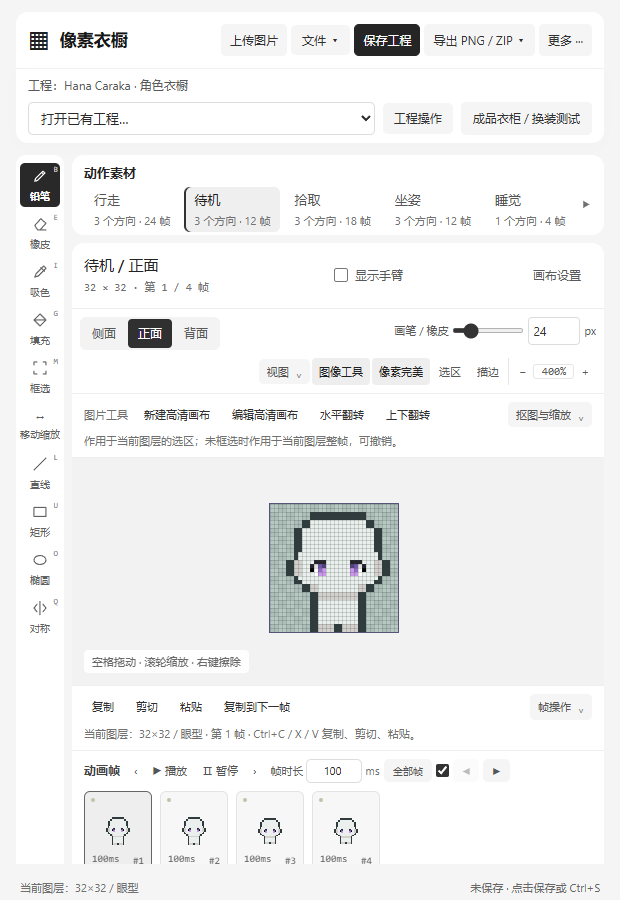 像素衣橱
上传图片 文件 保存工程 导出 PNG / ZIP 更多 ···
工程: Hana Caraka · 角色衣橱
打开已有工程... 工程操作 成品衣柜 / 换装测试
B
铅笔
E
橡皮
I
吸色
G
填充
M
框选
移动缩放
L
直线
U
矩形
O
椭圆
Q
对称
动作素材
行走 待机 拾取 坐姿 睡觉
3 个方向 · 24 帧 3 个方向 · 12 帧 3 个方向 · 18 帧 3 个方向 · 12 帧 1 个方向 · 4 帧
待机 / 正面
32 × 32 · 第 1 / 4 帧
显示手臂 画布设置
侧面 正面 背面 画笔 / 橡皮 24 px
视图 图像工具 像素完美 选区 描边 − 400% +
图片工具 新建高清画布 编辑高清画布 水平翻转 上下翻转 抠图与缩放
作用于当前图层的选区；未框选时作用于当前图层整帧，可撤销。
空格拖动 · 滚轮缩放 · 右键擦除
复制 剪切 粘贴 复制到下一帧 帧操作
当前图层: 32×32 / 眼型 · 第 1 帧 · Ctrl+C / X / V 复制、剪切、粘贴。
动画帧 ‹ 播放 暂停 › 帧时长 100 ms 全部帧
100ms #1 100ms #2 100ms #3 100ms #4
当前图层: 32×32 / 眼型 未保存 · 点击保存或 Ctrl+S